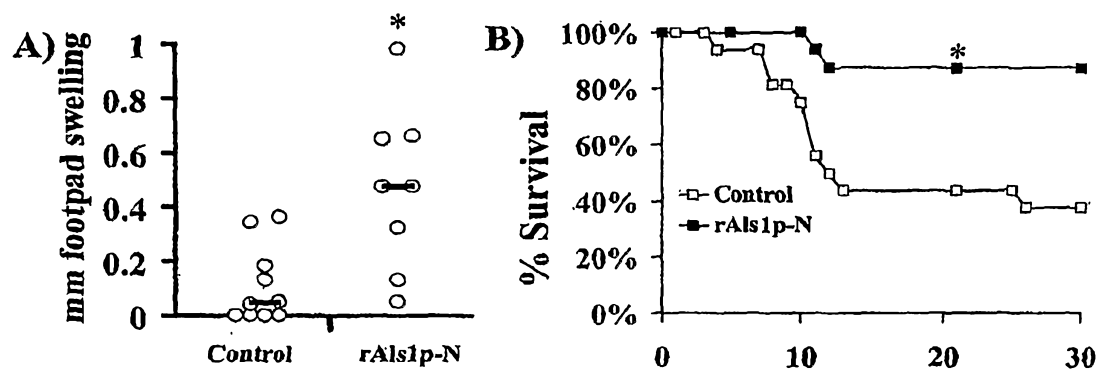 A)
mm footpad swelling
1
0.8
0.6
0.4
0.2
0
*
Control
rAls1p-N
B)
% Survival
100%
80%
60%
40%
20%
0%
*
Control
rAls1p-N
0
10
20
30